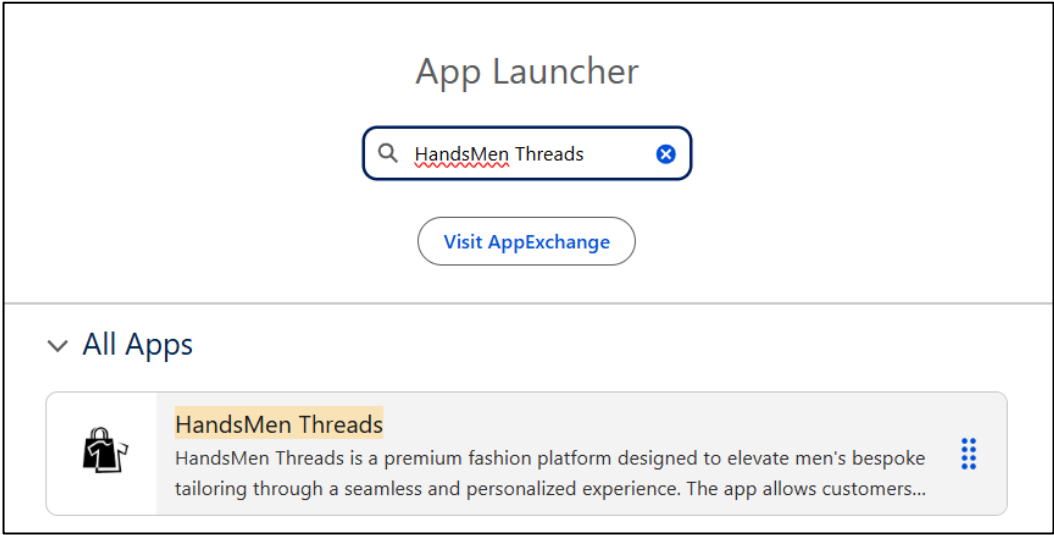 App Launcher
HandsMen Threads
Visit AppExchange
All Apps
HandsMen Threads
HandsMen Threads is a premium fashion platform designed to elevate men's bespoke
tailoring through a seamless and personalized experience. The app allows customers...